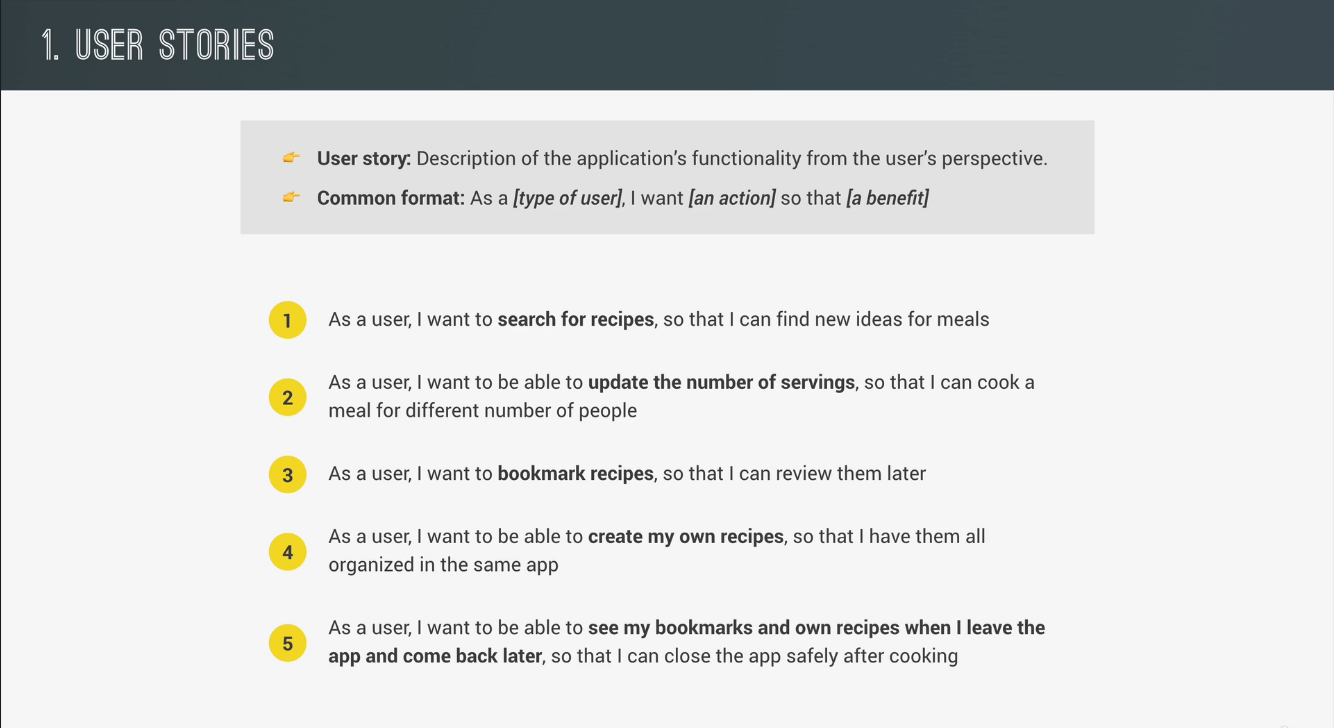 1. USER STORIES
👉 User story: Description of the application’s functionality from the user’s perspective.
👉 Common format: As a [type of user], I want [an action] so that [a benefit]
1 As a user, I want to search for recipes, so that I can find new ideas for meals
2 As a user, I want to be able to update the number of servings, so that I can cook a
meal for different number of people
3 As a user, I want to bookmark recipes, so that I can review them later
4 As a user, I want to be able to create my own recipes, so that I have them all
organized in the same app
5 As a user, I want to be able to see my bookmarks and own recipes when I leave the
app and come back later, so that I can close the app safely after cooking